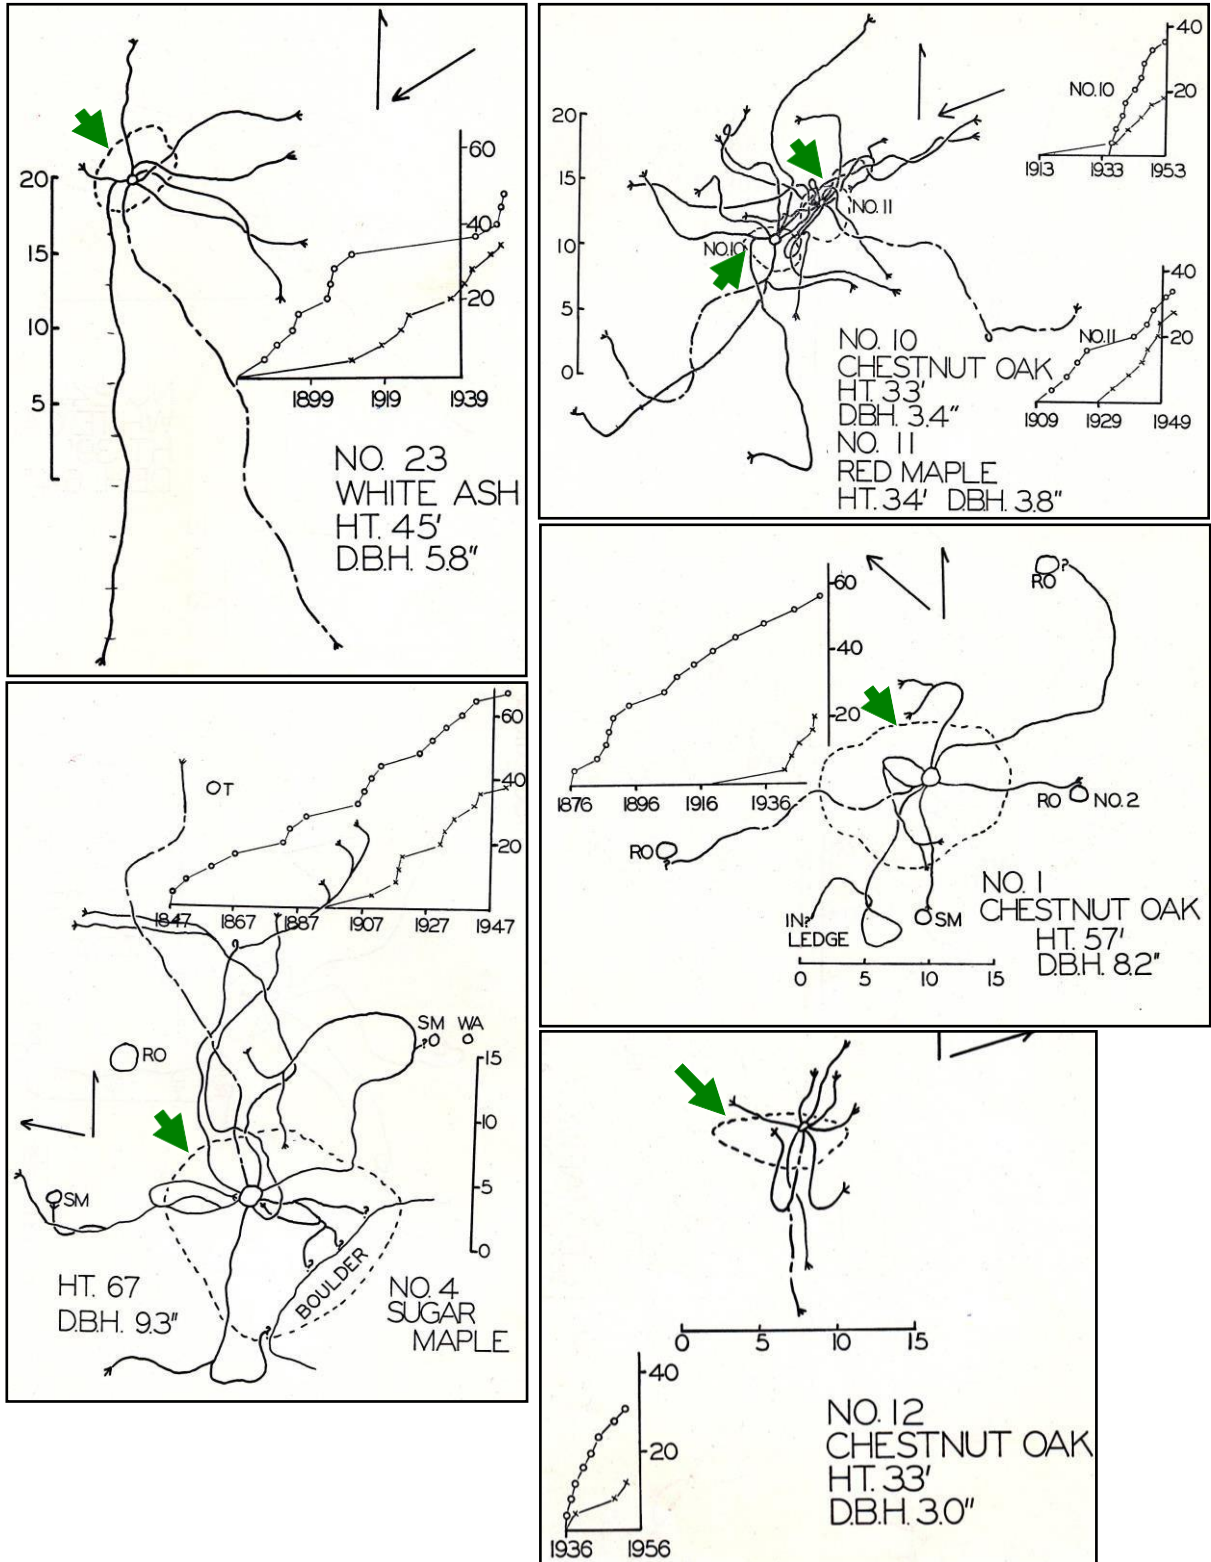 20
15
10
5
60
40
20
1899 1919 1939
NO. 23
WHITE ASH
HT. 45'
D.B.H. 5.8"
20
15
10
5
0
NO. 10
NO. 11
40
20
NO. 10
1913 1933 1953
40
20
NO. 11
1909 1929 1949
NO. 10
CHESTNUT OAK
HT. 33'
D.B.H. 3.4"
NO. 11
RED MAPLE
HT. 34' D.B.H. 3.8"
60
40
20
1876 1896 1916 1936
RO ?
RO NO. 2
RO ?
IN?
LEDGE
SM
0 5 10 15
NO. 1
CHESTNUT OAK
HT. 57'
D.B.H. 8.2"
60
40
20
1847 1867 1887 1907 1927 1947
T
RO
SM WA
?
SM
15
10
5
0
BOULDER
?
HT. 67
D.B.H. 9.3"
NO. 4
SUGAR
MAPLE
0 5 10 15
40
20
1936 1956
NO. 12
CHESTNUT OAK
HT. 33'
D.B.H. 3.0"